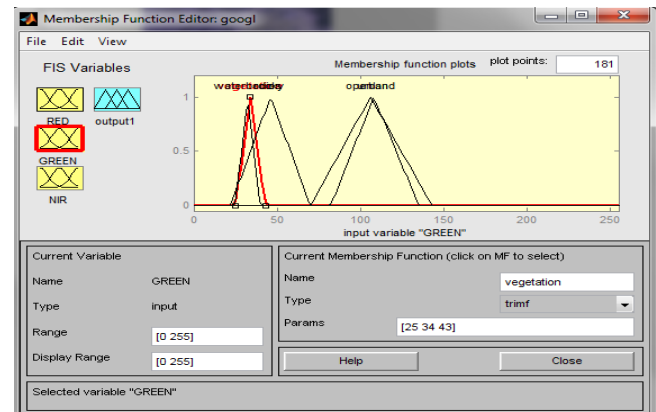 Membership Function Editor: googl
File Edit View
FIS Variables
Membership function plots plot points: 181
RED output1
GREEN
NIR
1
0.5
0
0 50 100 150 200 250
input variable "GREEN"
Current Variable
Name GREEN
Type input
Range [0 255]
Display Range [0 255]
Current Membership Function (click on MF to select)
Name vegetation
Type trimf
Params [25 34 43]
Help Close
Selected variable "GREEN"